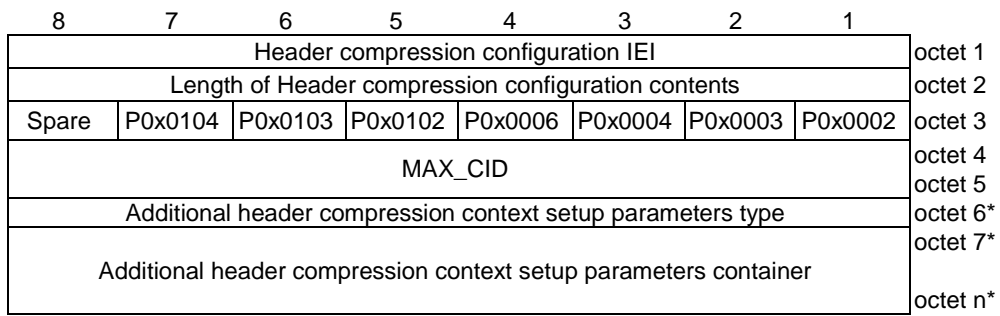 8 7 6 5 4 3 2 1
Header compression configuration IEI octet 1
Length of Header compression configuration contents octet 2
Spare P0x0104 P0x0103 P0x0102 P0x0006 P0x0004 P0x0003 P0x0002 octet 3
MAX_CID octet 4
octet 5
Additional header compression context setup parameters type octet 6*
octet 7*
Additional header compression context setup parameters container
octet n*